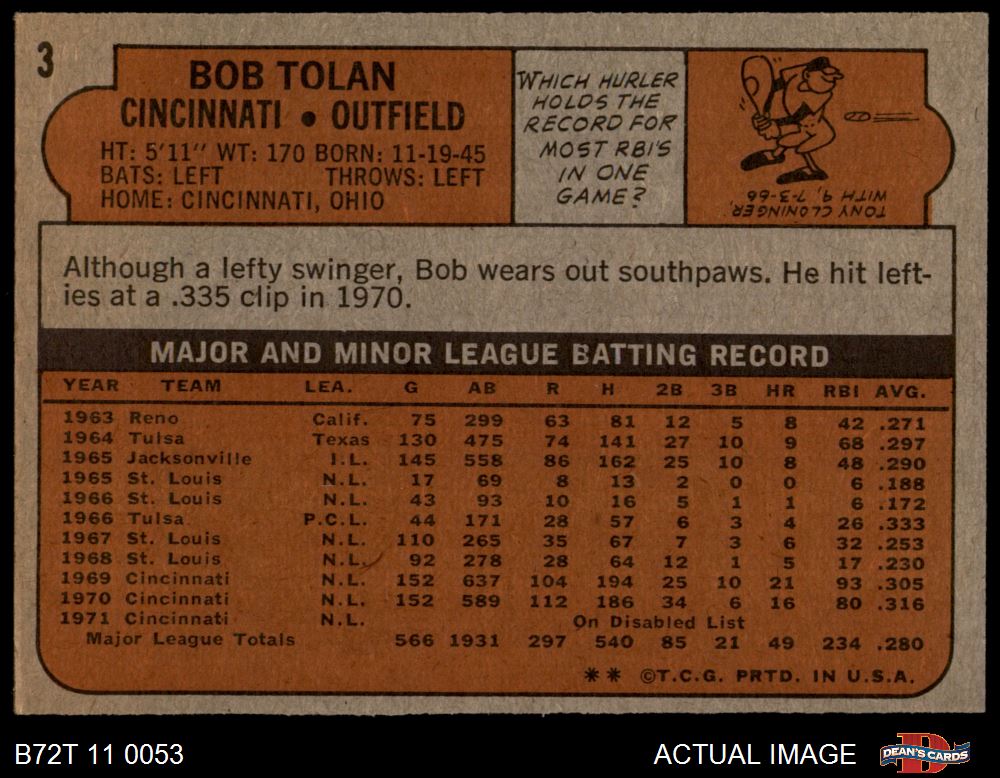 3
BOB TOLAN
CINCINNATI • OUTFIELD
HT: 5'11" WT: 170 BORN: 11-19-45
BATS: LEFT THROWS: LEFT
HOME: CINCINNATI, OHIO
WHICH HURLER
HOLDS THE
RECORD FOR
MOST RBI'S
IN ONE
GAME?
TONY CLONINGER,
WITH 9, 7-3-66
Although a lefty swinger, Bob wears out southpaws. He hit left-
ies at a .335 clip in 1970.
MAJOR AND MINOR LEAGUE BATTING RECORD
YEAR TEAM LEA. G AB R H 2B 3B HR RBI AVG.
1963 Reno Calif. 75 299 63 81 12 5 8 42 .271
1964 Tulsa Texas 130 475 74 141 27 10 9 68 .297
1965 Jacksonville I.L. 145 558 86 162 25 10 8 48 .290
1965 St. Louis N.L. 17 69 8 13 2 0 0 6 .188
1966 St. Louis N.L. 43 93 10 16 5 1 1 6 .172
1966 Tulsa P.C.L. 44 171 28 57 6 3 4 26 .333
1967 St. Louis N.L. 110 265 35 67 7 3 6 32 .253
1968 St. Louis N.L. 92 278 28 64 12 1 5 17 .230
1969 Cincinnati N.L. 152 637 104 194 25 10 21 93 .305
1970 Cincinnati N.L. 152 589 112 186 34 6 16 80 .316
1971 Cincinnati N.L. On Disabled List
Major League Totals 566 1931 297 540 85 21 49 234 .280
** ©T.C.G. PRTD. IN U.S.A.
B72T 11 0053
ACTUAL IMAGE
D
DEAN'S CARDS